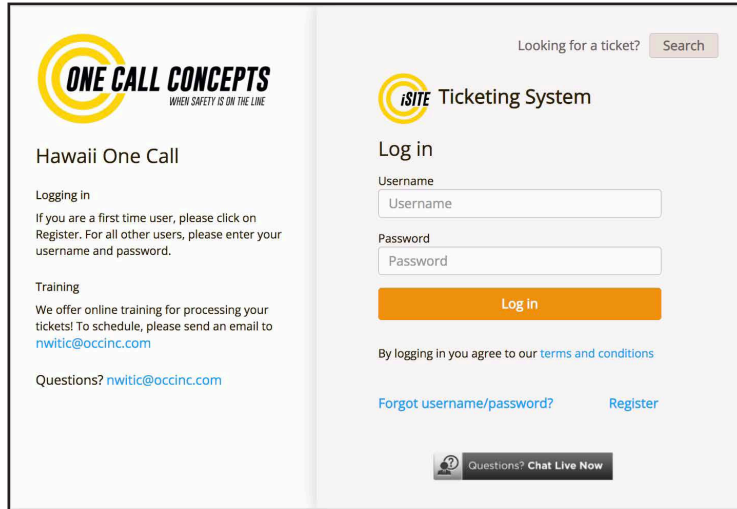 ONE CALL CONCEPTS
WHEN SAFETY IS ON THE LINE
Hawaii One Call
Logging in
If you are a first time user, please click on
Register. For all other users, please enter your
username and password.
Training
We offer online training for processing your
tickets! To schedule, please send an email to
nwitic@occinc.com
Questions? nwitic@occinc.com
Looking for a ticket? Search
iSITE Ticketing System
Log in
Username
Username
Password
Password
Log in
By logging in you agree to our terms and conditions
Forgot username/password? Register
Questions? Chat Live Now